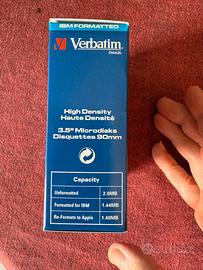 IBM FORMATTED
Verbatim.
DataLife
High Density
Haute Densité
3.5" Microdisks
Disquettes 90mm
Capacity
Unformatted 2.0MB
Formatted for IBM 1.44MB
Re-Formats to Apple 1.40MB